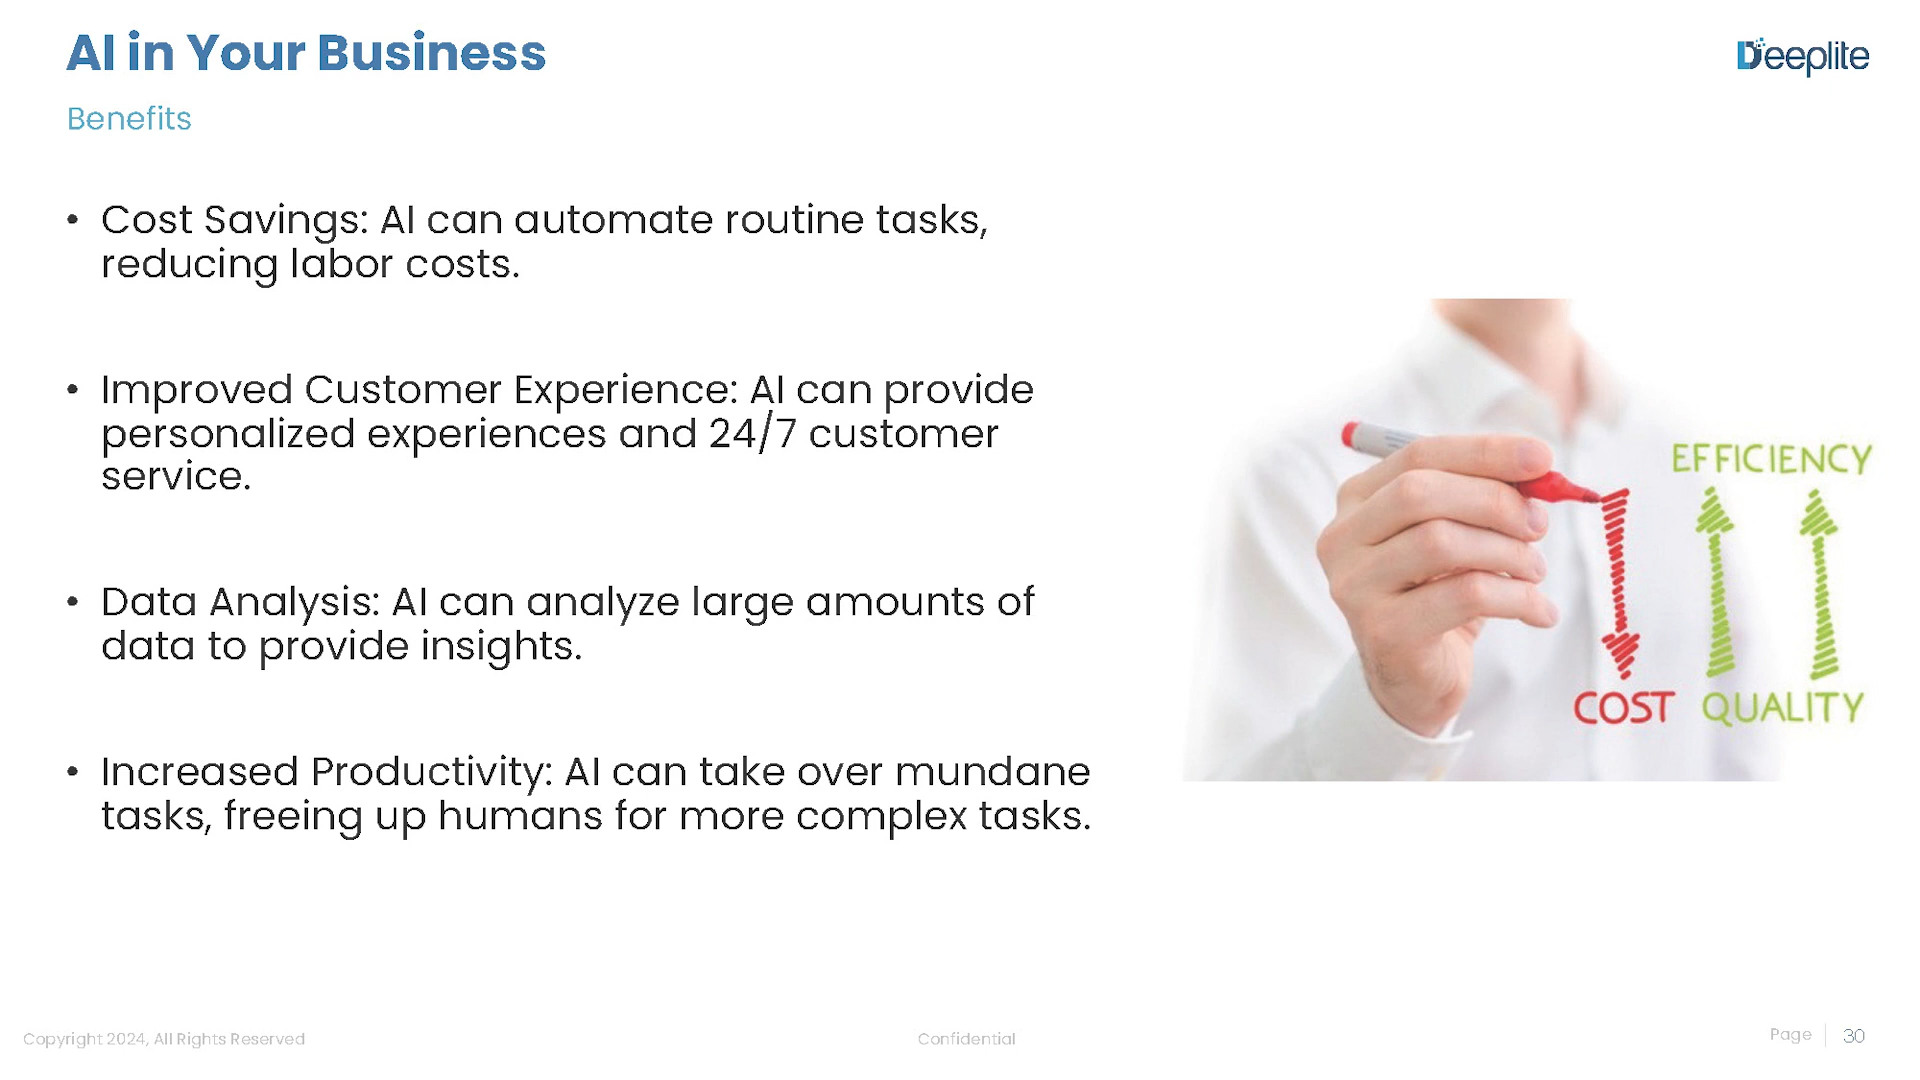 AI in Your Business
Deeplite
Benefits
• Cost Savings: AI can automate routine tasks,
reducing labor costs.
• Improved Customer Experience: AI can provide
personalized experiences and 24/7 customer
service.
• Data Analysis: AI can analyze large amounts of
data to provide insights.
• Increased Productivity: AI can take over mundane
tasks, freeing up humans for more complex tasks.
EFFICIENCY
COST QUALITY
Copyright 2024, All Rights Reserved
Confidential
Page 30